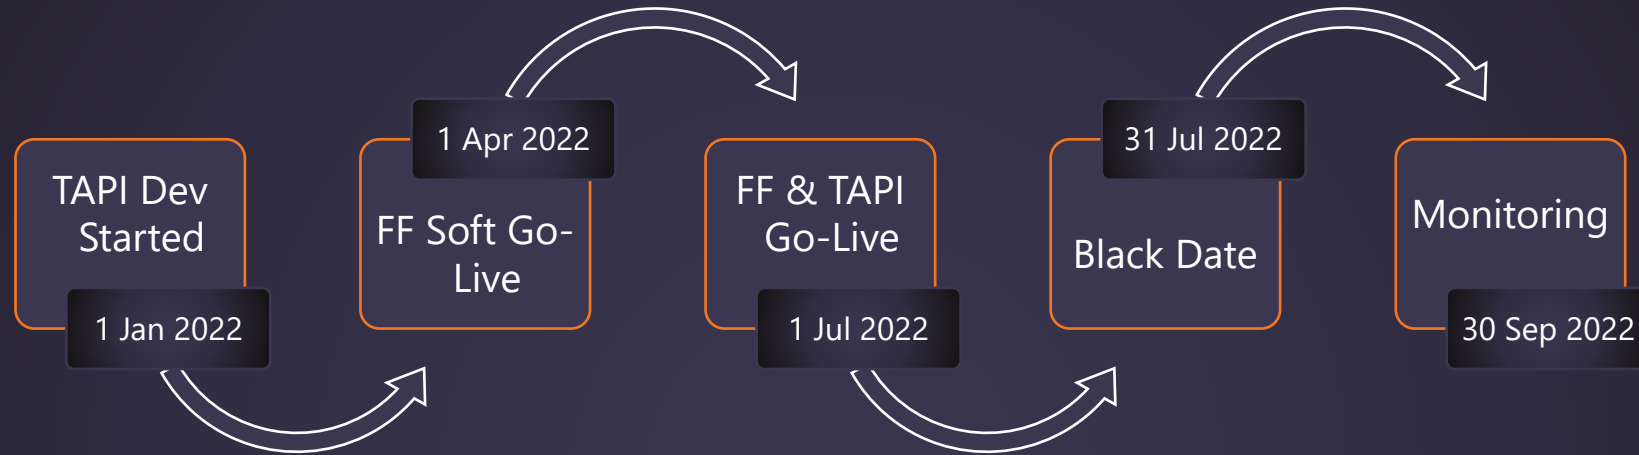 TAPI Dev
Started
1 Jan 2022
1 Apr 2022
FF Soft Go-
Live
FF & TAPI
Go-Live
1 Jul 2022
31 Jul 2022
Black Date
Monitoring
30 Sep 2022